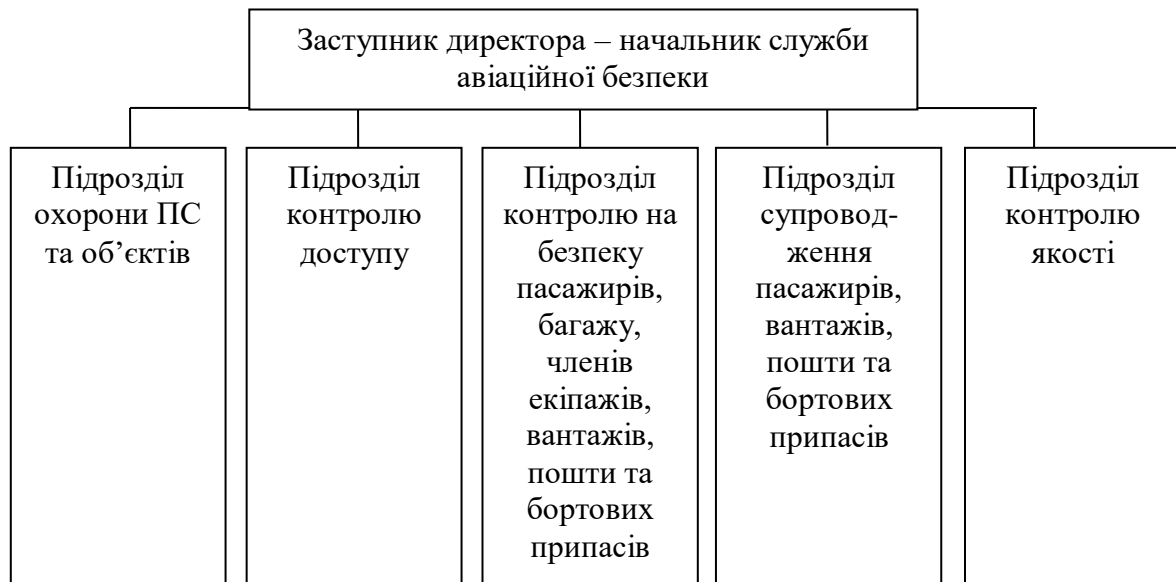 Заступник директора – начальник служби
авіаційної безпеки
Підрозділ
охорони ПС
та об’єктів
Підрозділ
контролю
доступу
Підрозділ
контролю на
безпеку
пасажирів,
багажу,
членів
екіпажів,
вантажів,
пошти та
бортових
припасів
Підрозділ
супровод-
ження
пасажирів,
вантажів,
пошти та
бортових
припасів
Підрозділ
контролю
якості